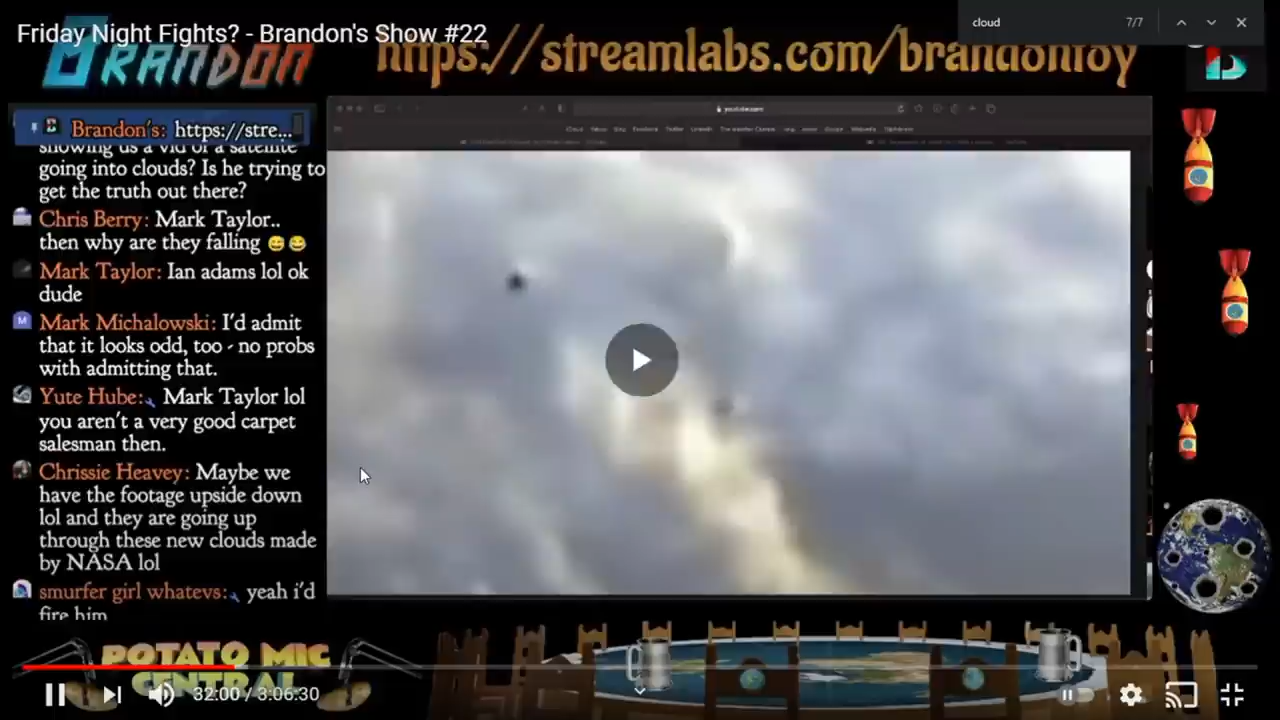 Friday Night Fights? - Brandon's Show #22
cloud
7/7
BRANDON
https://streamlabs.com/brandontoy
Brandon's: https://stre...
showing us a vid of a satellite
going into clouds? Is he trying to
get the truth out there?
Chris Berry: Mark Taylor..
then why are they falling 😅😂
Mark Taylor: Ian adams lol ok
dude
M Mark Michalowski: I'd admit
that it looks odd, too - no probs
with admitting that.
Yute Hube: Mark Taylor lol
you aren't a very good carpet
salesman then.
Chrissie Heavey: Maybe we
have the footage upside down
lol and they are going up
through these new clouds made
by NASA lol
smurfer girl whatevs: yeah i'd
fire him
youtube.com
POTATO MIC
CENTRAL
32:00 / 3:06:30